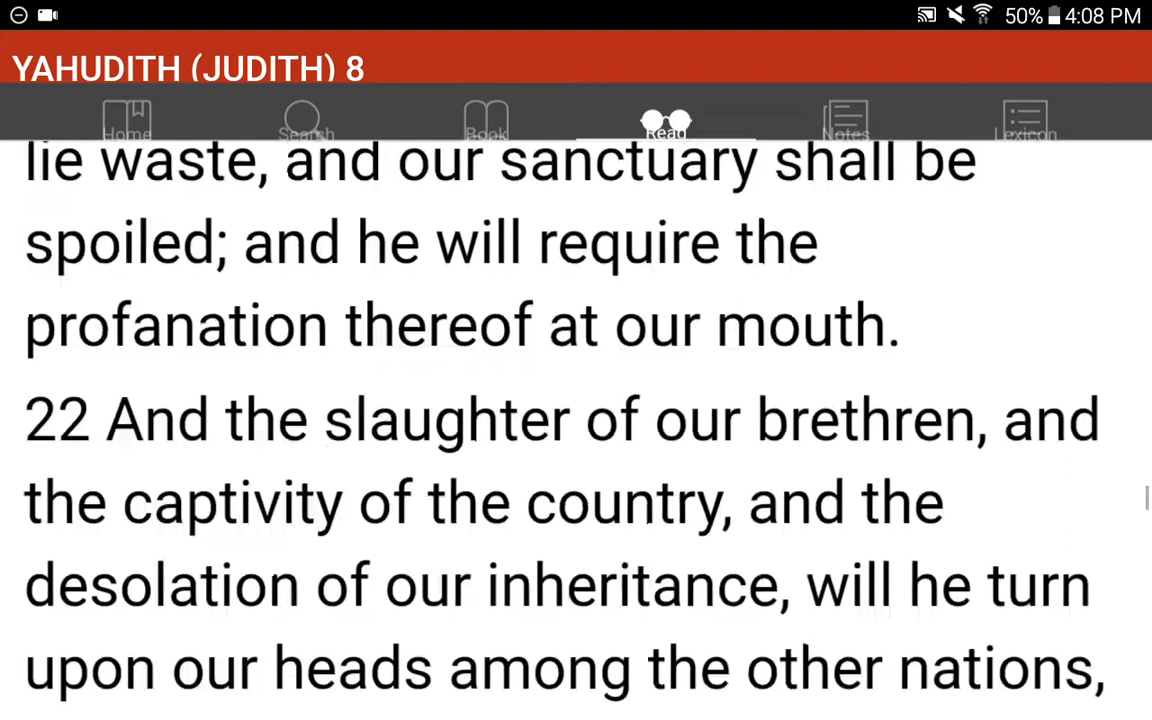 50% 4:08 PM
YAHUDITH (JUDITH) 8
Home Search Book Read Notes Lexicon
lie waste, and our sanctuary shall be
spoiled; and he will require the
profanation thereof at our mouth.
22 And the slaughter of our brethren, and
the captivity of the country, and the
desolation of our inheritance, will he turn
upon our heads among the other nations,